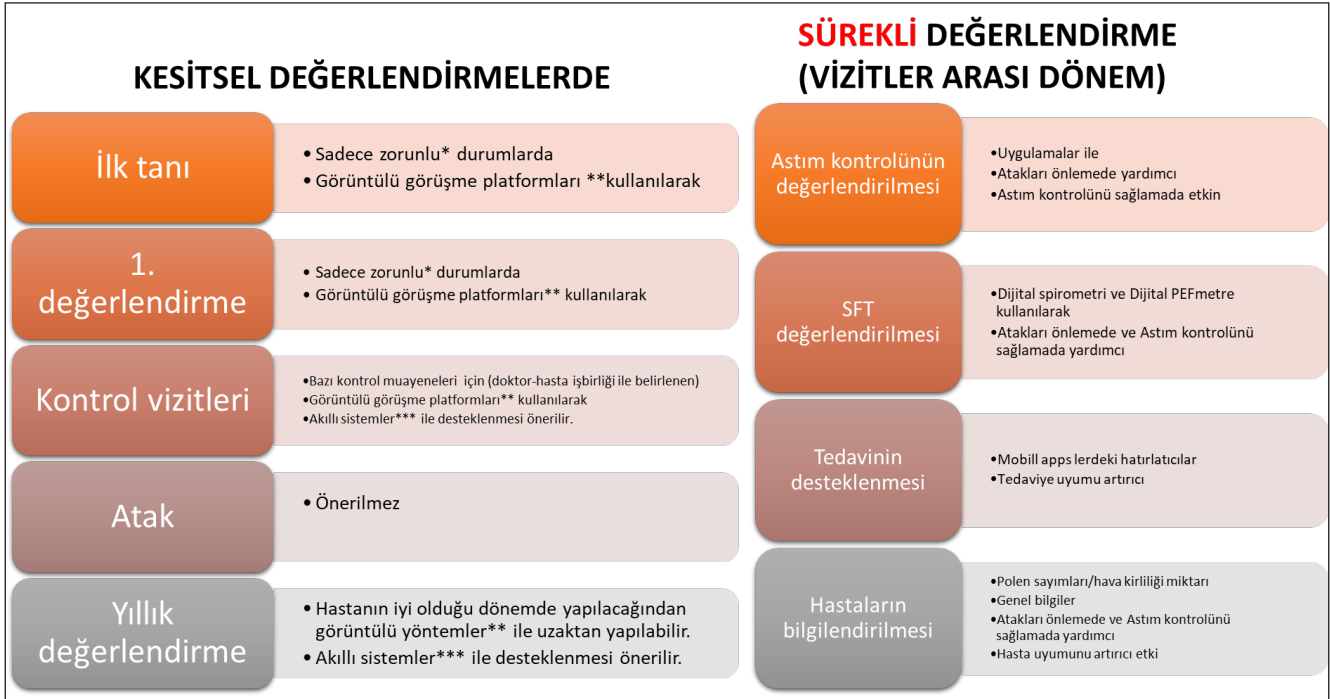 KESİTSEL DEĞERLENDİRMELERDE
İlk tanı
• Sadece zorunlu* durumlarda
• Görüntülü görüşme platformları **kullanılarak
1.
değerlendirme
• Sadece zorunlu* durumlarda
• Görüntülü görüşme platformları** kullanılarak
Kontrol vizitleri
•Bazı kontrol muayeneleri için (doktor-hasta işbirliği ile belirlenen)
•Görüntülü görüşme platformları** kullanılarak
•Akıllı sistemler*** ile desteklenmesi önerilir.
Atak
•Önerilmez
Yıllık
değerlendirme
• Hastanın iyi olduğu dönemde yapılacağından
görüntülü yöntemler** ile uzaktan yapılabilir.
• Akıllı sistemler*** ile desteklenmesi önerilir.
SÜREKLİ DEĞERLENDİRME
(VİZİTLER ARASI DÖNEM)
Astım kontrolünün
değerlendirilmesi
•Uygulamalar ile
•Atakları önlemede yardımcı
•Astım kontrolünü sağlamada etkin
SFT
değerlendirilmesi
•Dijital spirometri ve Dijital PEFmetre
kullanılarak
•Atakları önlemede ve Astım kontrolünü
sağlamada yardımcı
Tedavinin
desteklenmesi
•Mobill apps lerdeki hatırlatıcılar
•Tedaviye uyumu artırıcı
Hastaların
bilgilendirilmesi
•Polen sayımları/hava kirliliği miktarı
•Genel bilgiler
•Atakları önlemede ve Astım kontrolünü
sağlamada yardımcı
•Hasta uyumunu artırıcı etki